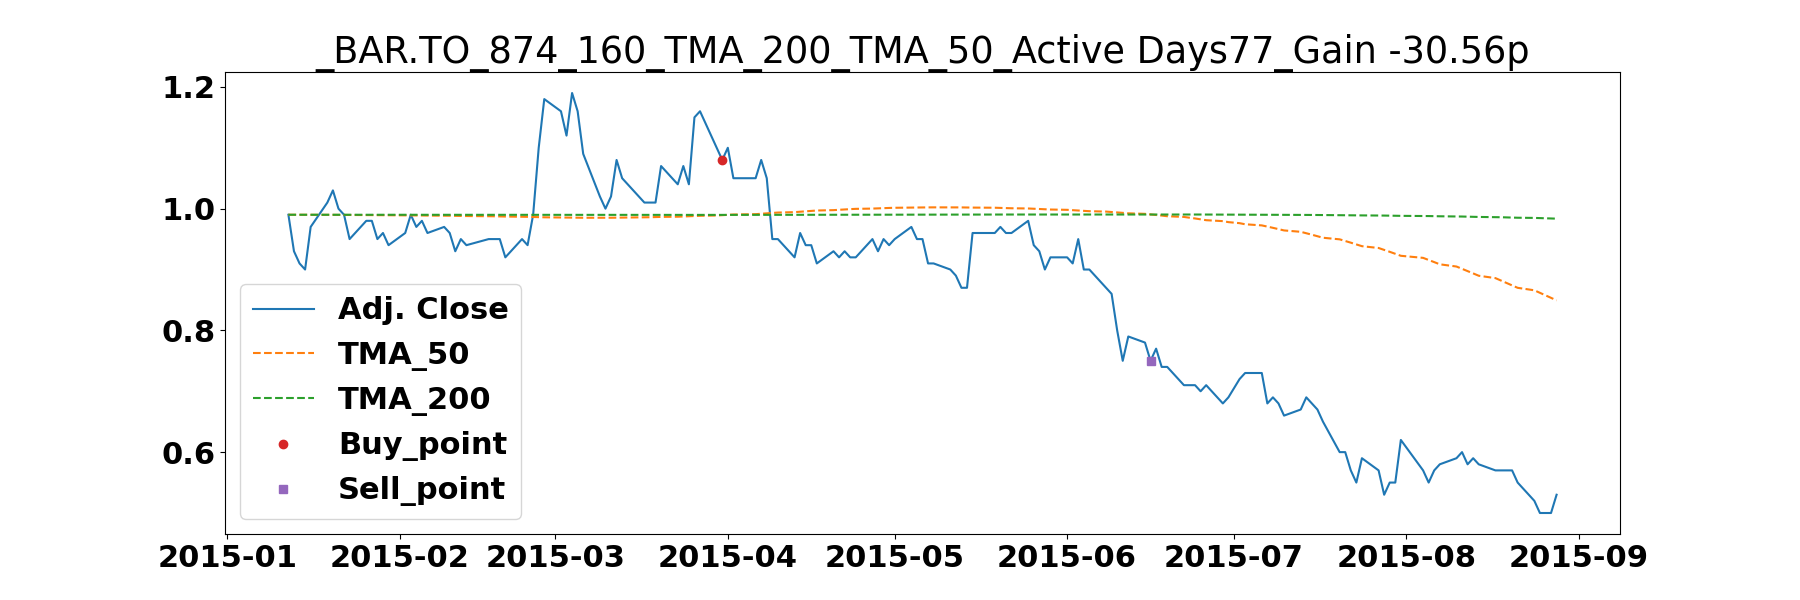 _BAR.TO_874_160_TMA_200_TMA_50_Active Days77_Gain -30.56p
1.2
1.0
0.8
0.6
Adj. Close
TMA_50
TMA_200
Buy_point
Sell_point
2015-01 2015-02 2015-03 2015-04 2015-05 2015-06 2015-07 2015-08 2015-09